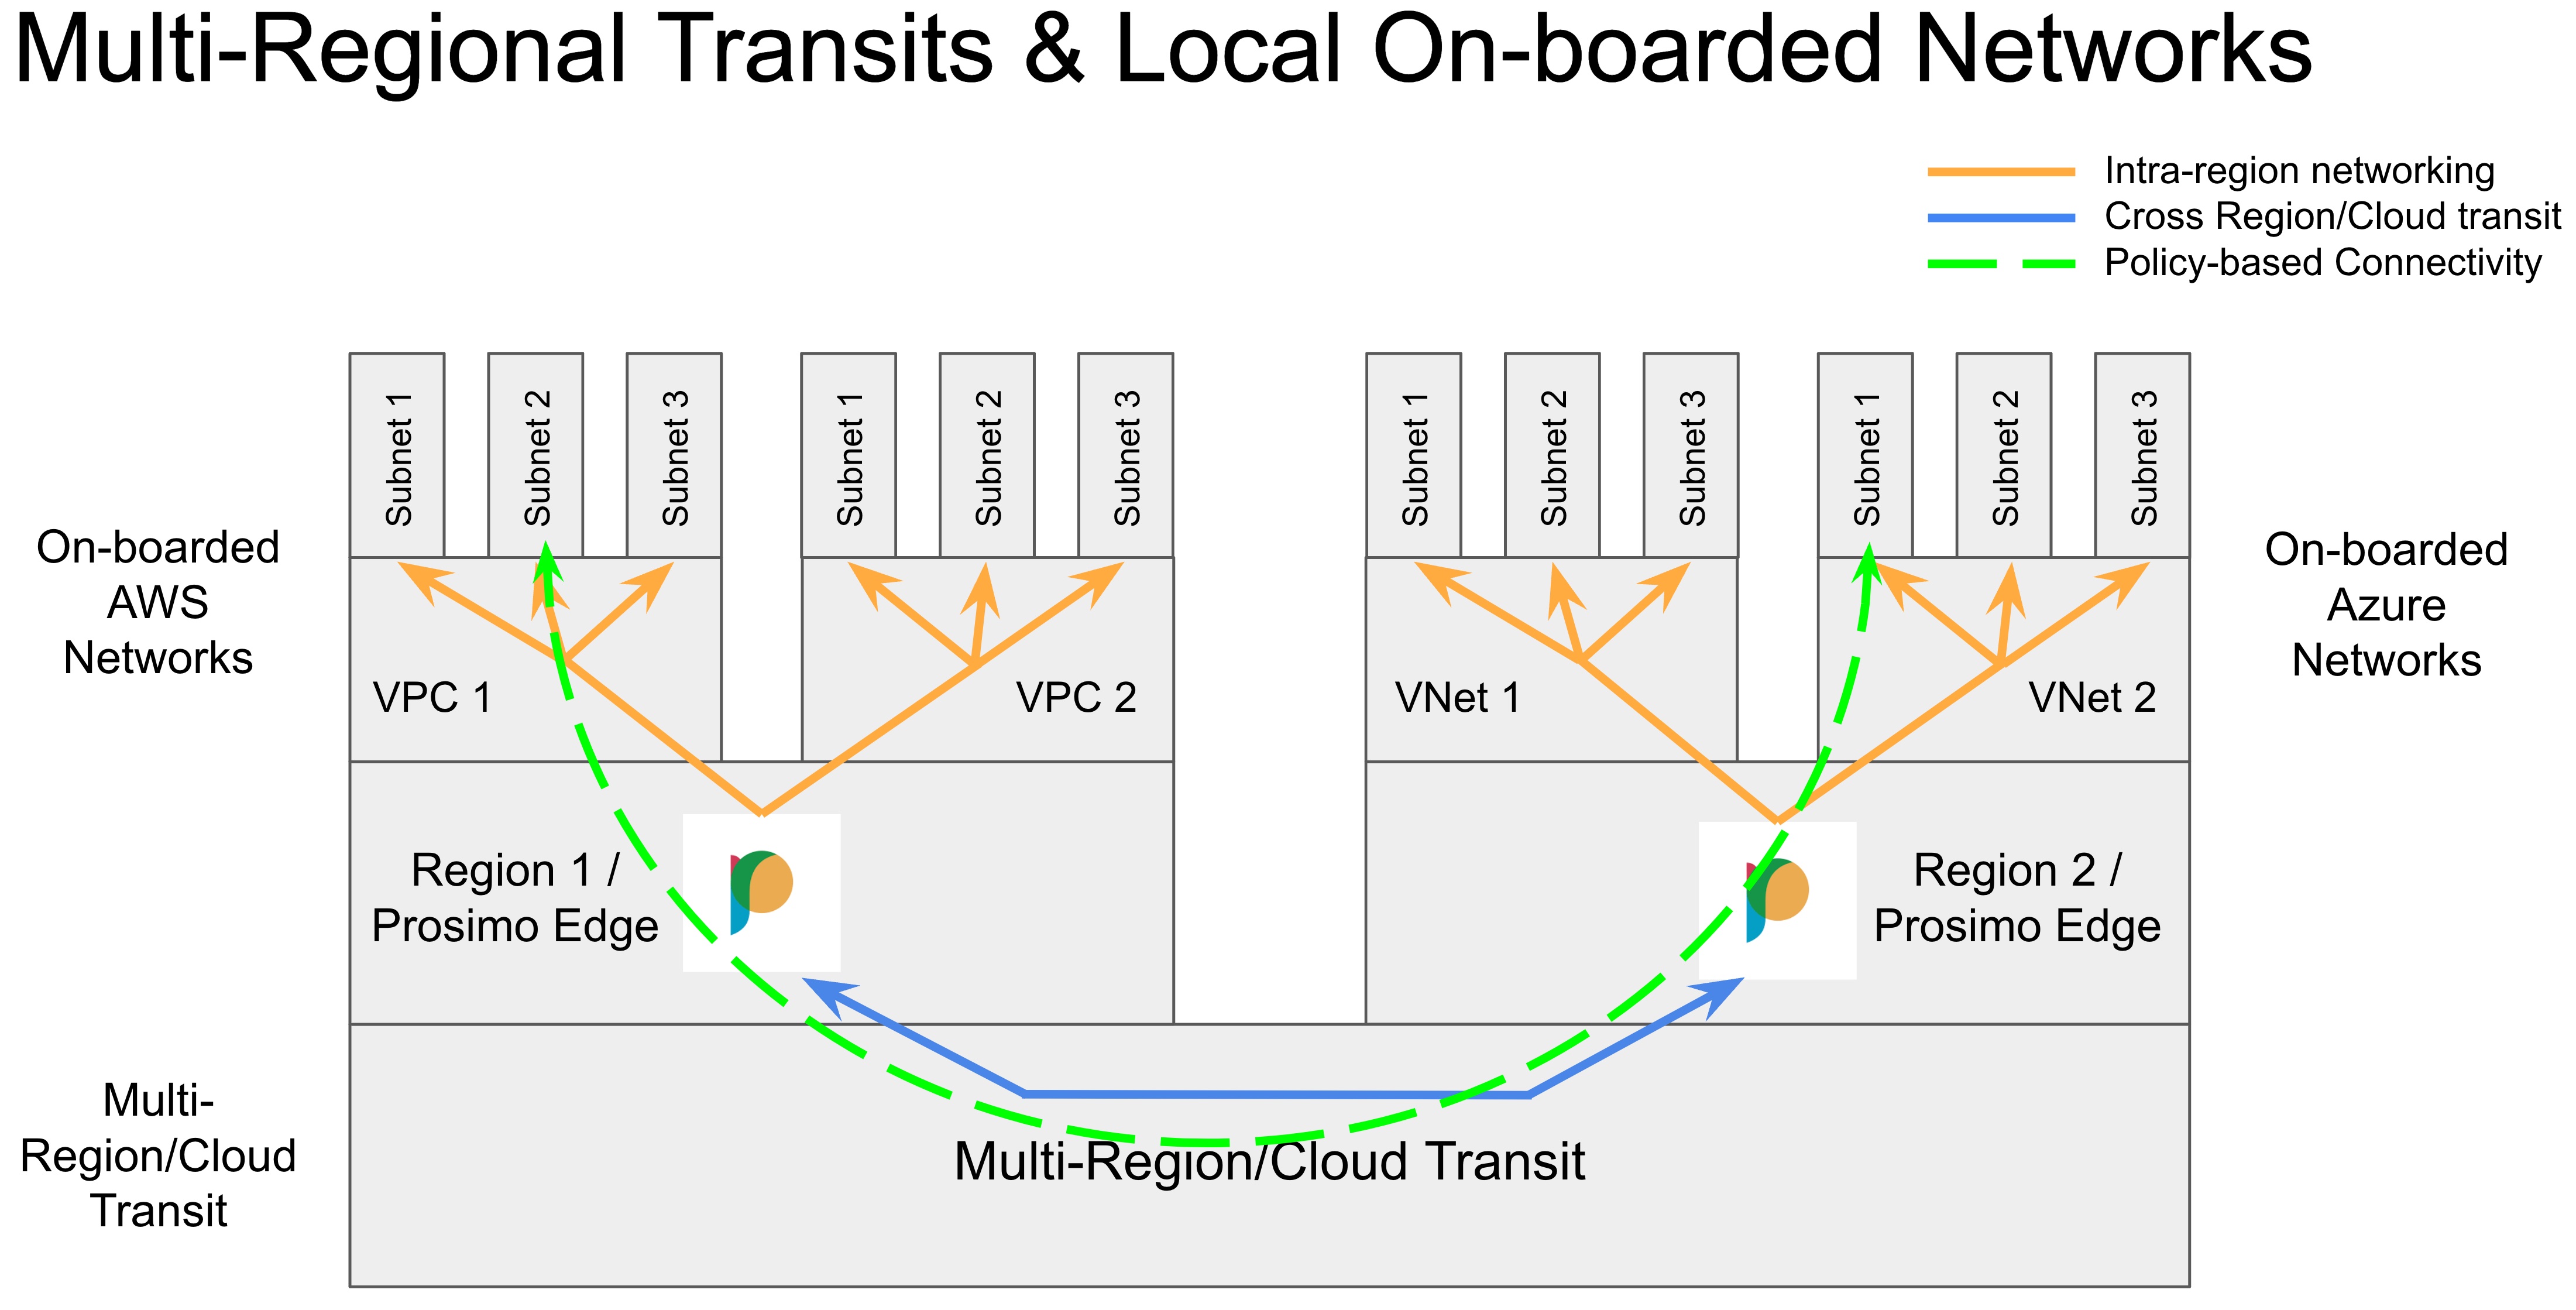 Multi-Regional Transits & Local On-boarded Networks
Intra-region networking
Cross Region/Cloud transit
Policy-based Connectivity
Subnet 1
Subnet 2
Subnet 3
Subnet 1
Subnet 2
Subnet 3
Subnet 1
Subnet 2
Subnet 3
Subnet 1
Subnet 2
Subnet 3
On-boarded
AWS
Networks
On-boarded
Azure
Networks
VPC 1
VPC 2
VNet 1
VNet 2
Region 1 /
Prosimo Edge
Region 2 /
Prosimo Edge
Multi-
Region/Cloud
Transit
Multi-Region/Cloud Transit